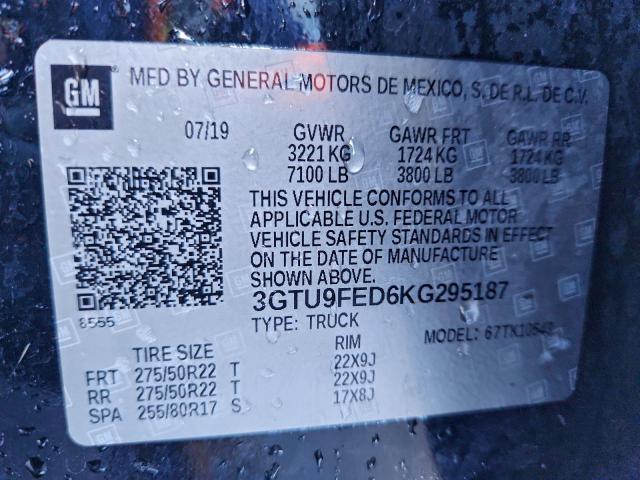 GM
MFD BY GENERAL MOTORS DE MEXICO, S. DE R.L. DE C.V.
07/19 GVWR GAWR FRT GAWR RR
3221 KG 1724 KG 1724 KG
7100 LB 3800 LB 3800 LB
THIS VEHICLE CONFORMS TO ALL
APPLICABLE U.S. FEDERAL MOTOR
VEHICLE SAFETY STANDARDS IN EFFECT
ON THE DATE OF MANUFACTURE
SHOWN ABOVE.
3GTU9FED6KG295187
8555
TYPE: TRUCK MODEL: 67TK10543
TIRE SIZE RIM
FRT 275/50R22 T 22X9J
RR 275/50R22 T 22X9J
SPA 255/80R17 S 17X8J